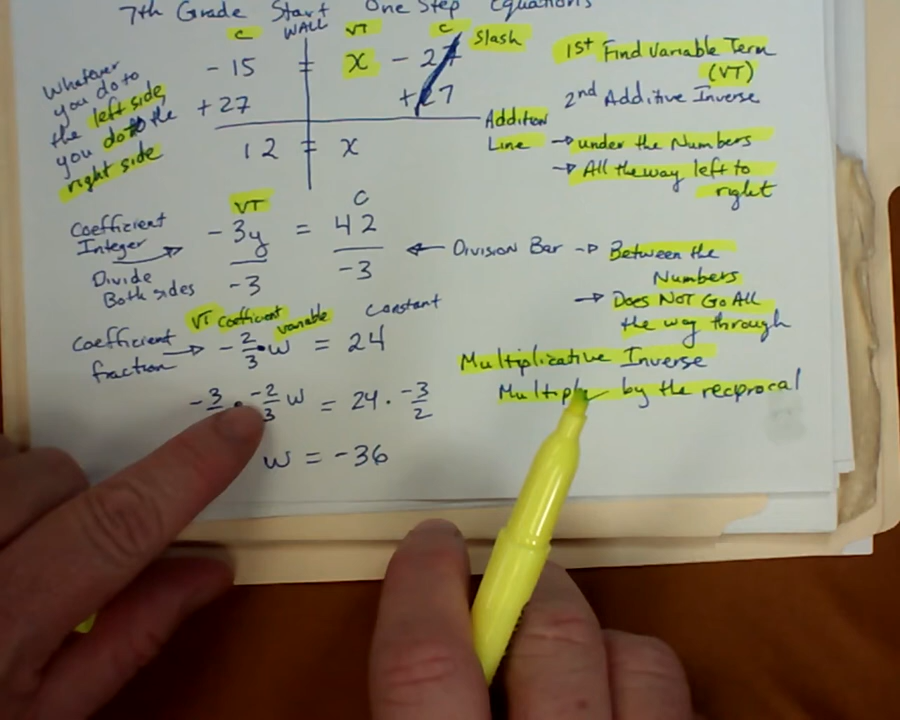 7th Grade Start One Step Equations
C WALL VT C Slash
- 15 = x - 27
+ 27 + 27
12 = x
Whatever
you do to
the left side
you do to the
right side
1st Find Variable Term
(VT)
2nd Additive Inverse
Addition
Line → under the Numbers
→ All the way left to
right
VT C
Coefficient
Integer → - 3y = 42
Divide
Both sides -3 -3
← Division Bar → Between the
Numbers
→ Does NOT Go All
the way through
VT Coefficient variable Constant
Coefficient
fraction → - 2/3 • w = 24
Multiplicative Inverse
Multiply by the reciprocal
-3/ • -2/3 w = 24 · -3/2
w = -36